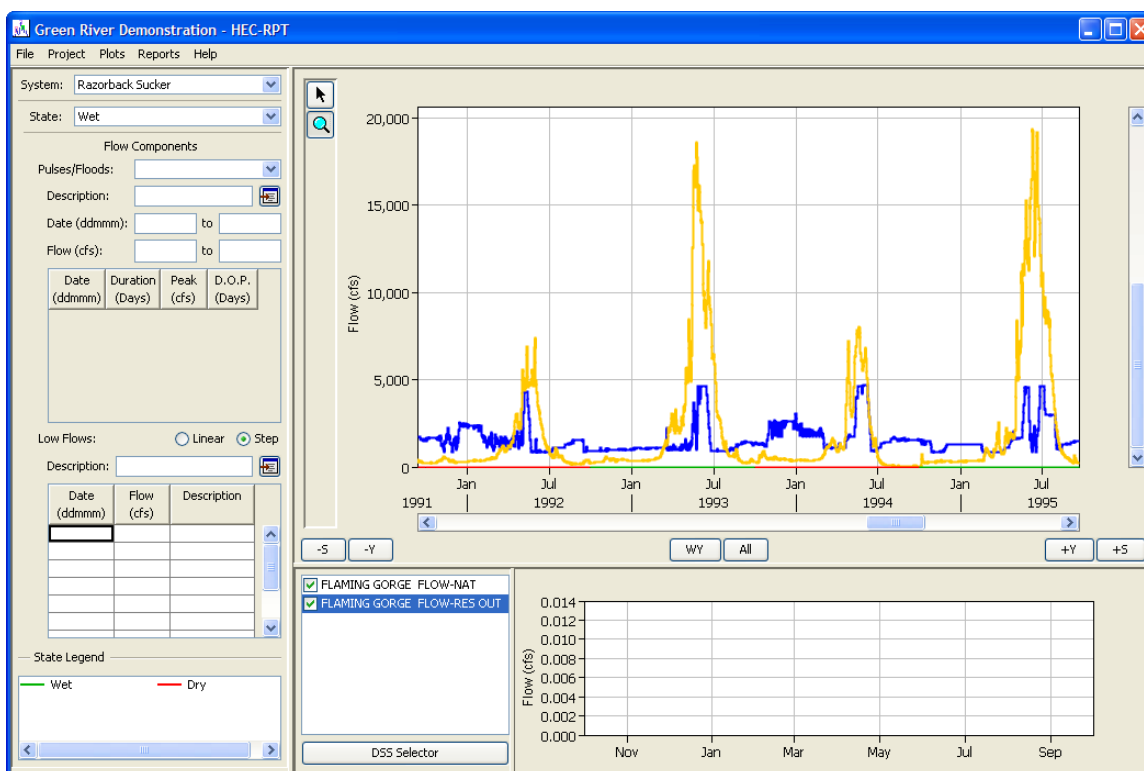 Green River Demonstration - HEC-RPT
File Project Plots Reports Help
System: Razorback Sucker
State: Wet
Flow Components
Pulses/Floods:
Description:
Date (ddmmm): to
Flow (cfs): to
Date (ddmmm) Duration (Days) Peak (cfs) D.O.P. (Days)
Low Flows: Linear Step
Description:
Date (ddmmm) Flow (cfs) Description
State Legend
Wet Dry
Flow (cfs)
20,000
15,000
10,000
5,000
0
Jan Jul Jan Jul Jan Jul Jan Jul
1991 1992 1993 1994 1995
-S -Y WY All +Y +S
FLAMING GORGE FLOW-NAT
FLAMING GORGE FLOW-RES OUT
DSS Selector
Flow (cfs)
0.014
0.012
0.010
0.008
0.006
0.004
0.002
0.000
Nov Jan Mar May Jul Sep